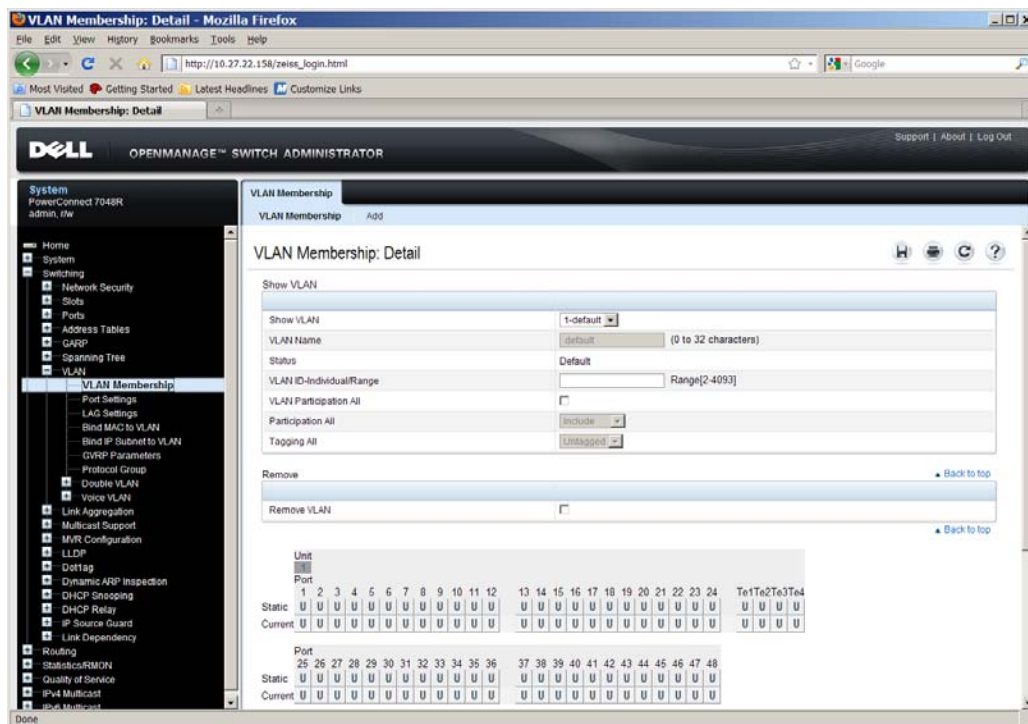 VLAN Membership: Detail - Mozilla Firefox
File Edit View History Bookmarks Tools Help
http://10.27.22.158/zeiss_login.html
Google
Most Visited Getting Started Latest Headlines Customize Links
VLAN Membership: Detail
DELL OPENMANAGE™ SWITCH ADMINISTRATOR
Support | About | Log Out
System
PowerConnect 7048R
admin, r/w
Home
System
Switching
Network Security
Slots
Ports
Address Tables
GARP
Spanning Tree
VLAN
VLAN Membership
Port Settings
LAG Settings
Bind MAC to VLAN
Bind IP Subnet to VLAN
GVRP Parameters
Protocol Group
Double VLAN
Voice VLAN
Link Aggregation
Multicast Support
MVR Configuration
LLDP
Dot1ag
Dynamic ARP Inspection
DHCP Snooping
DHCP Relay
IP Source Guard
Link Dependency
Routing
Statistics/RMON
Quality of Service
IPv4 Multicast
IPv6 Multicast
VLAN Membership
VLAN Membership Add
VLAN Membership: Detail
Show VLAN
Show VLAN 1-default
VLAN Name default (0 to 32 characters)
Status Default
VLAN ID-Individual/Range Range[2-4093]
VLAN Participation All
Participation All Include
Tagging All Untagged
Remove Back to top
Remove VLAN
Back to top
Unit
1
Port
1 2 3 4 5 6 7 8 9 10 11 12 13 14 15 16 17 18 19 20 21 22 23 24 Te1 Te2 Te3 Te4
Static U U U U U U U U U U U U U U U U U U U U U U U U U U U U
Current U U U U U U U U U U U U U U U U U U U U U U U U U U U U
Port
25 26 27 28 29 30 31 32 33 34 35 36 37 38 39 40 41 42 43 44 45 46 47 48
Static U U U U U U U U U U U U U U U U U U U U U U U U
Current U U U U U U U U U U U U U U U U U U U U U U U U
Done